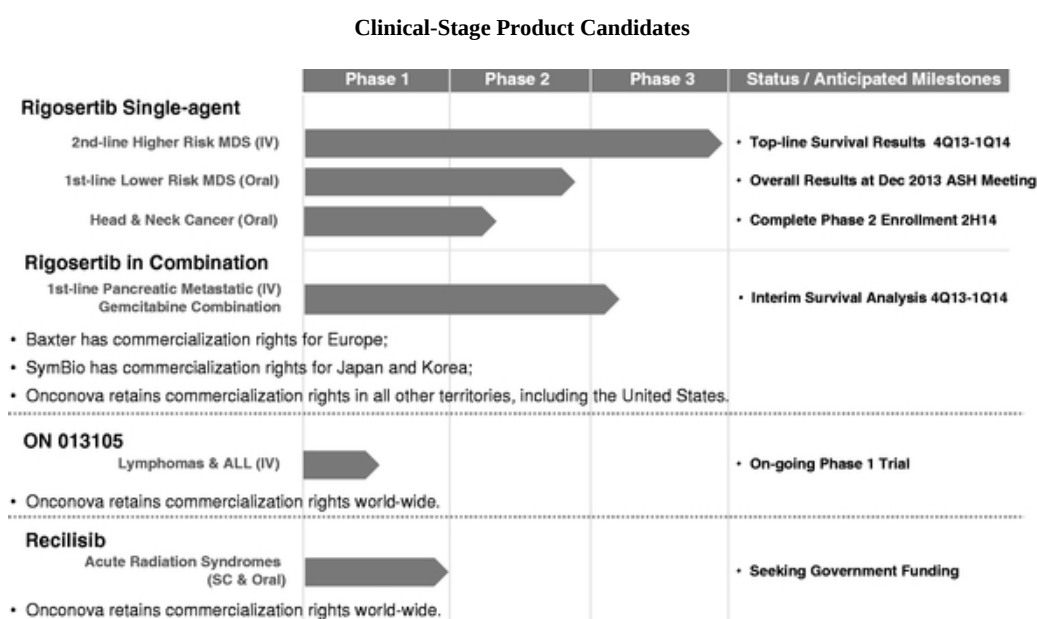 Clinical-Stage Product Candidates
Phase 1 Phase 2 Phase 3 Status / Anticipated Milestones
Rigosertib Single-agent
2nd-line Higher Risk MDS (IV) • Top-line Survival Results 4Q13-1Q14
1st-line Lower Risk MDS (Oral) • Overall Results at Dec 2013 ASH Meeting
Head & Neck Cancer (Oral) • Complete Phase 2 Enrollment 2H14
Rigosertib in Combination
1st-line Pancreatic Metastatic (IV)
Gemcitabine Combination • Interim Survival Analysis 4Q13-1Q14
• Baxter has commercialization rights for Europe;
• SymBio has commercialization rights for Japan and Korea;
• Onconova retains commercialization rights in all other territories, including the United States.
ON 013105
Lymphomas & ALL (IV) • On-going Phase 1 Trial
• Onconova retains commercialization rights world-wide.
Recilisib
Acute Radiation Syndromes
(SC & Oral) • Seeking Government Funding
• Onconova retains commercialization rights world-wide.